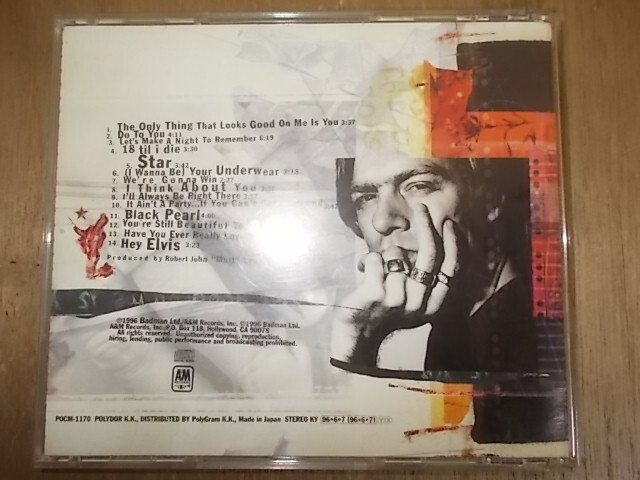 1. The Only Thing That Looks Good On Me Is You 3:37
2. Do To You 4:11
3. Let's Make A Night To Remember 6:19
4. 18 til i die 3:30
5. Star 3:42
6. (I Wanna Be) Your Underwear 3:18
7. We're Gonna Win 2:27
8. I Think About You
9. I'll Always Be Right There
10. It Ain't A Party...If You Can't
11. Black Pearl 4:00
12. You're Still Beautiful To
13. Have You Ever Really
14. Hey Elvis 3:23
Produced by Robert John "Mutt"
℗1996 Badman Ltd./A&M Records, Inc. ©1996 Badman Ltd.
A&M Records, Inc. P.O. Box 118, Hollywood, CA 90078
All rights reserved. Unauthorized copying, reproduction,
hiring, lending, public performance and broadcasting prohibited.
AM
POCM-1170 POLYDOR K.K., DISTRIBUTED BY PolyGram K.K., Made in Japan STEREO KY 96•6•7 (96•6•7)